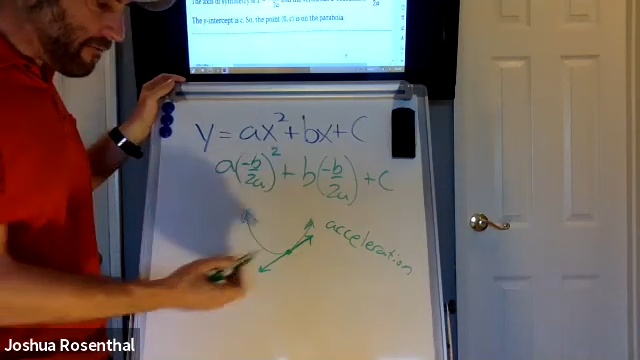 The y-intercept is c. So, the point (0, c) is on the parabola.
y = ax² + bx + c
a(-b/2a)² + b(-b/2a) + c
acceleration
Joshua Rosenthal